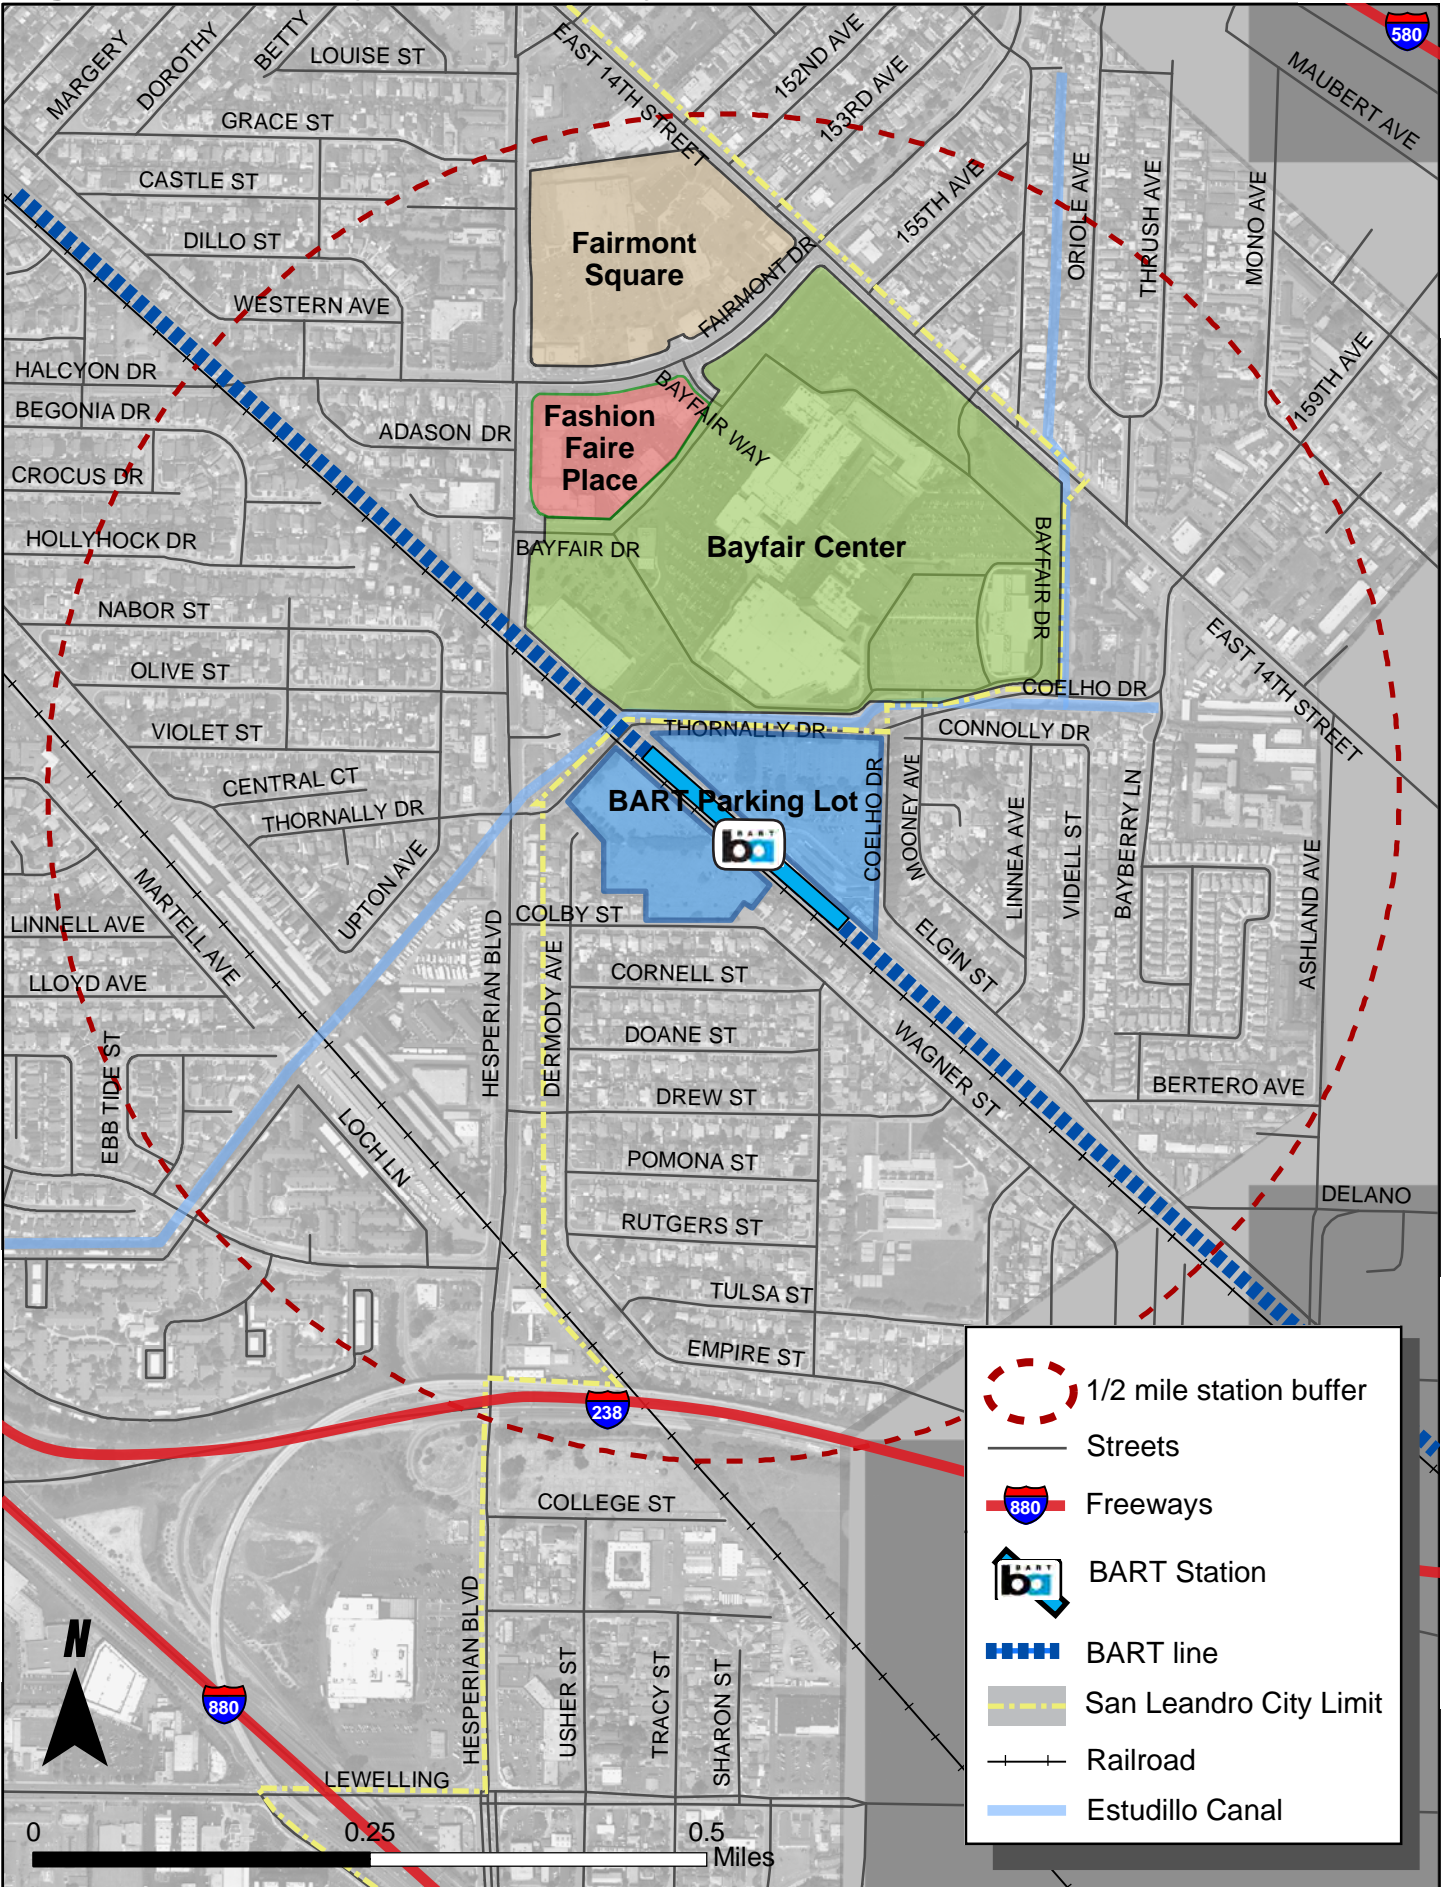 580
MAUBERT AVE
MARGERY
DOROTHY
BETTY
LOUISE ST
EAST 14TH STREET
152ND AVE
153RD AVE
GRACE ST
CASTLE ST
155TH AVE
ORIOLE AVE
THRUSH AVE
MONO AVE
DILLO ST
Fairmont
Square
FAIRMONT DR
WESTERN AVE
HALCYON DR
BEGONIA DR
ADASON DR
Fashion
Faire
Place
BAYFAIR WAY
159TH AVE
CROCUS DR
HOLLYHOCK DR
BAYFAIR DR
Bayfair Center
BAYFAIR DR
NABOR ST
OLIVE ST
EAST 14TH STREET
COELHO DR
VIOLET ST
THORNALLY DR
CONNOLLY DR
CENTRAL CT
THORNALLY DR
BART Parking Lot
BART
ba
COELHO DR
MOONEY AVE
LINNEA AVE
VIDELL ST
BAYBERRY LN
ASHLAND AVE
UPTON AVE
MARTELL AVE
LINNELL AVE
COLBY ST
ELGIN ST
LLOYD AVE
HESPERIAN BLVD
DERMODY AVE
CORNELL ST
DOANE ST
WAGNER ST
EBB TIDE ST
DREW ST
BERTERO AVE
LOCH LN
POMONA ST
DELANO
RUTGERS ST
TULSA ST
EMPIRE ST
238
1/2 mile station buffer
Streets
880
Freeways
BART
ba
BART Station
BART line
San Leandro City Limit
Railroad
Estudillo Canal
COLLEGE ST
HESPERIAN BLVD
USHER ST
TRACY ST
SHARON ST
N
880
LEWELLING
0
0.25
0.5
Miles